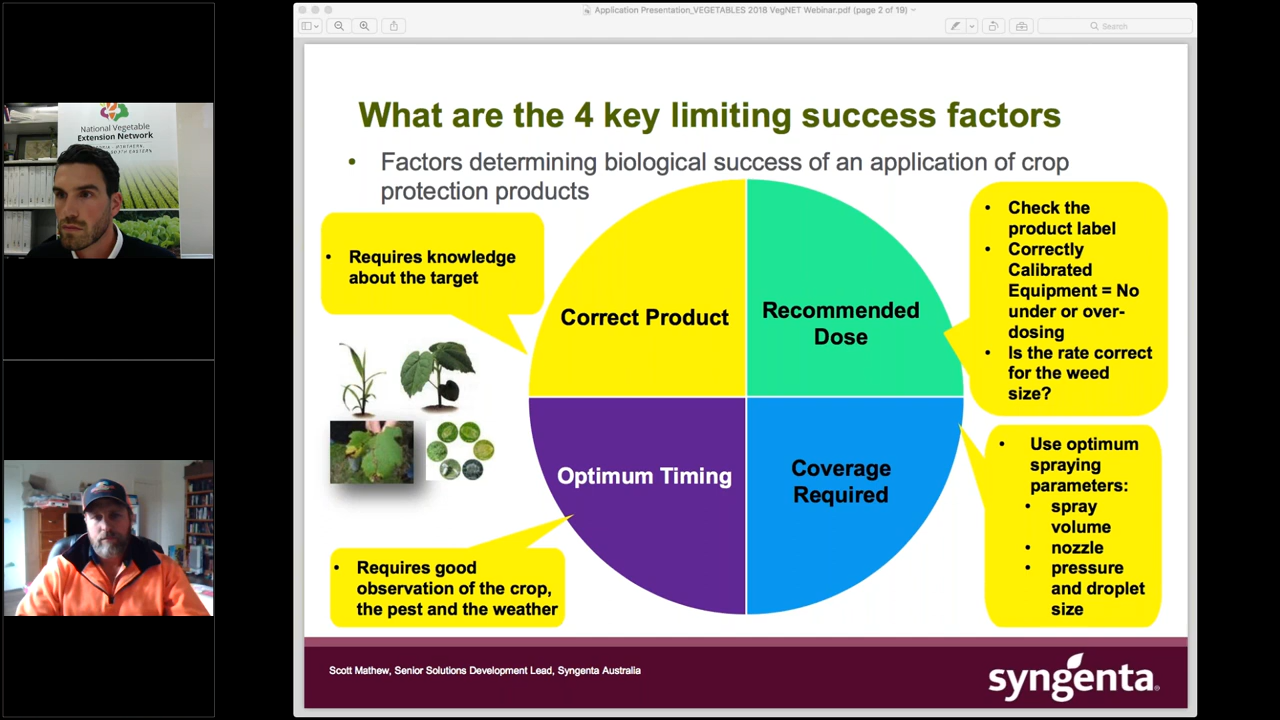 Application Presentation_VEGETABLES 2018 VegNET Webinar.pdf (page 2 of 19)
Search
National Vegetable
Extension Network
What are the 4 key limiting success factors
• Factors determining biological success of an application of crop
protection products
• Requires knowledge
about the target
Correct Product
Recommended
Dose
• Check the
product label
• Correctly
Calibrated
Equipment = No
under or over-
dosing
• Is the rate correct
for the weed
size?
Optimum Timing
Coverage
Required
• Use optimum
spraying
parameters:
• spray
volume
• nozzle
• pressure
and droplet
size
• Requires good
observation of the crop,
the pest and the weather
Scott Mathew, Senior Solutions Development Lead, Syngenta Australia
syngenta